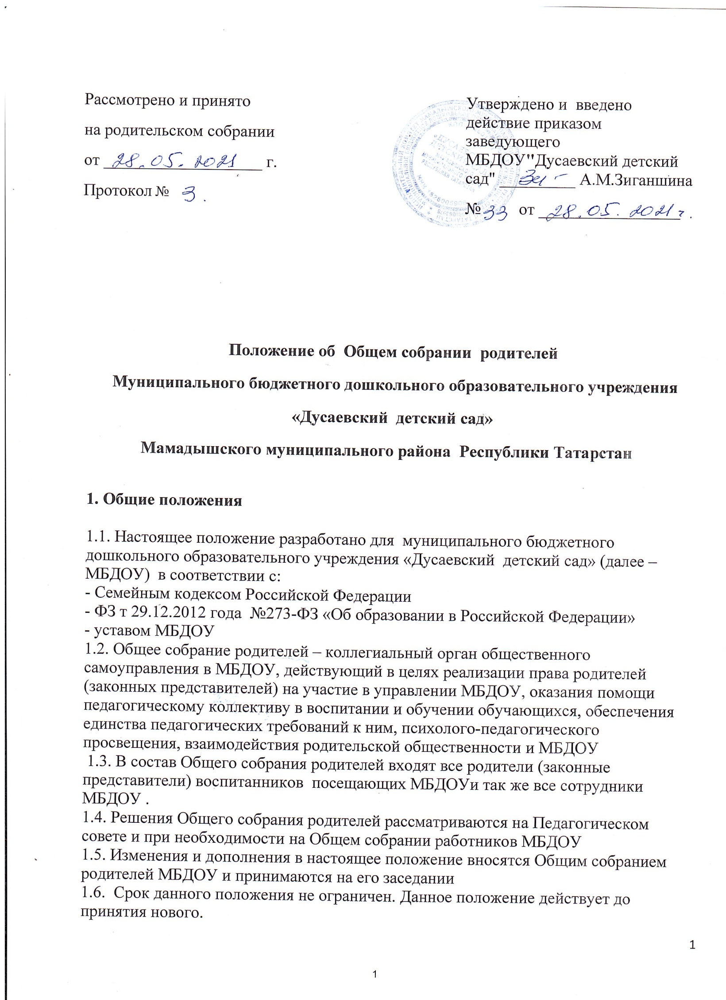 Рассмотрено и принято
на родительском собрании
от 28.05.2021 г.
Протокол № 3.
Утверждено и введено
действие приказом
заведующего
МБДОУ"Дусаевский детский
сад" А.М.Зиганшина
№33 от 28.05.2021г.
Положение об Общем собрании родителей
Муниципального бюджетного дошкольного образовательного учреждения
«Дусаевский детский сад»
Мамадышского муниципального района Республики Татарстан
1. Общие положения
1.1. Настоящее положение разработано для муниципального бюджетного
дошкольного образовательного учреждения «Дусаевский детский сад» (далее –
МБДОУ) в соответствии с:
- Семейным кодексом Российской Федерации
- ФЗ т 29.12.2012 года №273-ФЗ «Об образовании в Российской Федерации»
- уставом МБДОУ
1.2. Общее собрание родителей – коллегиальный орган общественного
самоуправления в МБДОУ, действующий в целях реализации права родителей
(законных представителей) на участие в управлении МБДОУ, оказания помощи
педагогическому коллективу в воспитании и обучении обучающихся, обеспечения
единства педагогических требований к ним, психолого-педагогического
просвещения, взаимодействия родительской общественности и МБДОУ
1.3. В состав Общего собрания родителей входят все родители (законные
представители) воспитанников посещающих МБДОУи так же все сотрудники
МБДОУ .
1.4. Решения Общего собрания родителей рассматриваются на Педагогическом
совете и при необходимости на Общем собрании работников МБДОУ
1.5. Изменения и дополнения в настоящее положение вносятся Общим собранием
родителей МБДОУ и принимаются на его заседании
1.6. Срок данного положения не ограничен. Данное положение действует до
принятия нового.
1
1